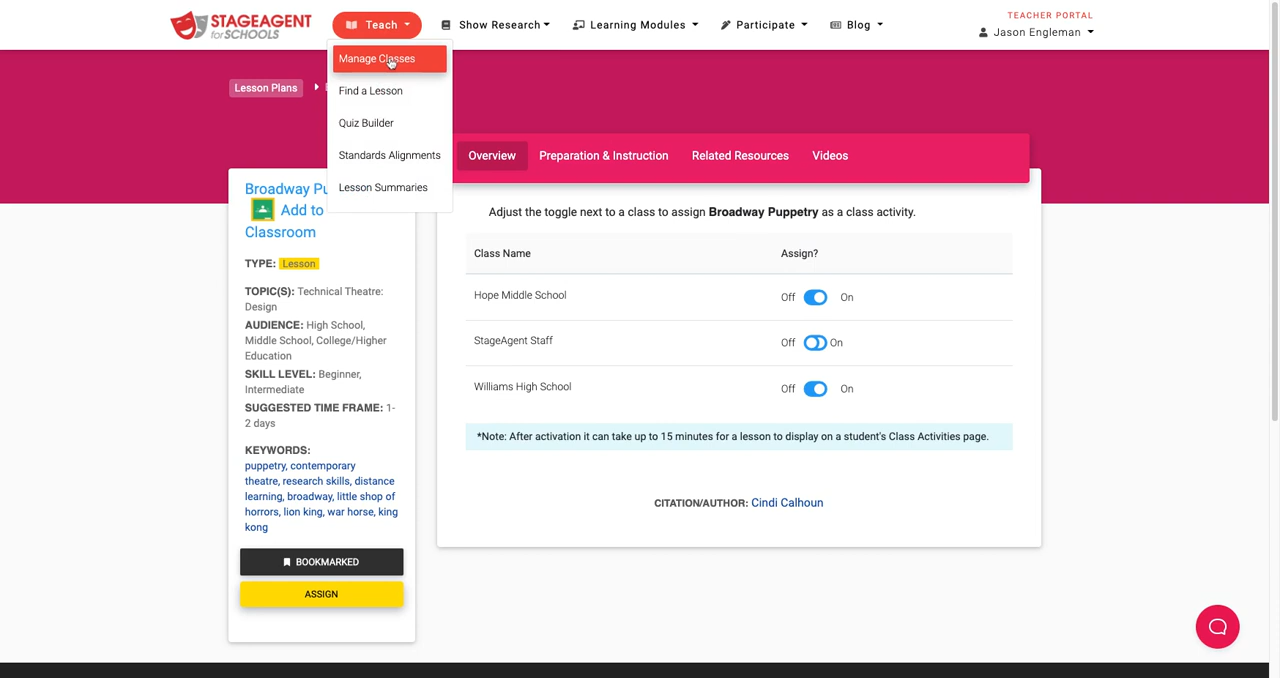 STAGEAGENT
for SCHOOLS
Teach
Show Research
Learning Modules
Participate
Blog
TEACHER PORTAL
Jason Engleman
Manage Classes
Find a Lesson
Quiz Builder
Standards Alignments
Lesson Summaries
Lesson Plans
Overview
Preparation & Instruction
Related Resources
Videos
Broadway Pu
Add to
Classroom
TYPE: Lesson
TOPIC(S): Technical Theatre:
Design
AUDIENCE: High School,
Middle School, College/Higher
Education
SKILL LEVEL: Beginner,
Intermediate
SUGGESTED TIME FRAME: 1-
2 days
KEYWORDS:
puppetry, contemporary
theatre, research skills, distance
learning, broadway, little shop of
horrors, lion king, war horse, king
kong
BOOKMARKED
ASSIGN
Adjust the toggle next to a class to assign Broadway Puppetry as a class activity.
Class Name Assign?
Hope Middle School Off On
StageAgent Staff Off On
Williams High School Off On
*Note: After activation it can take up to 15 minutes for a lesson to display on a student's Class Activities page.
CITATION/AUTHOR: Cindi Calhoun